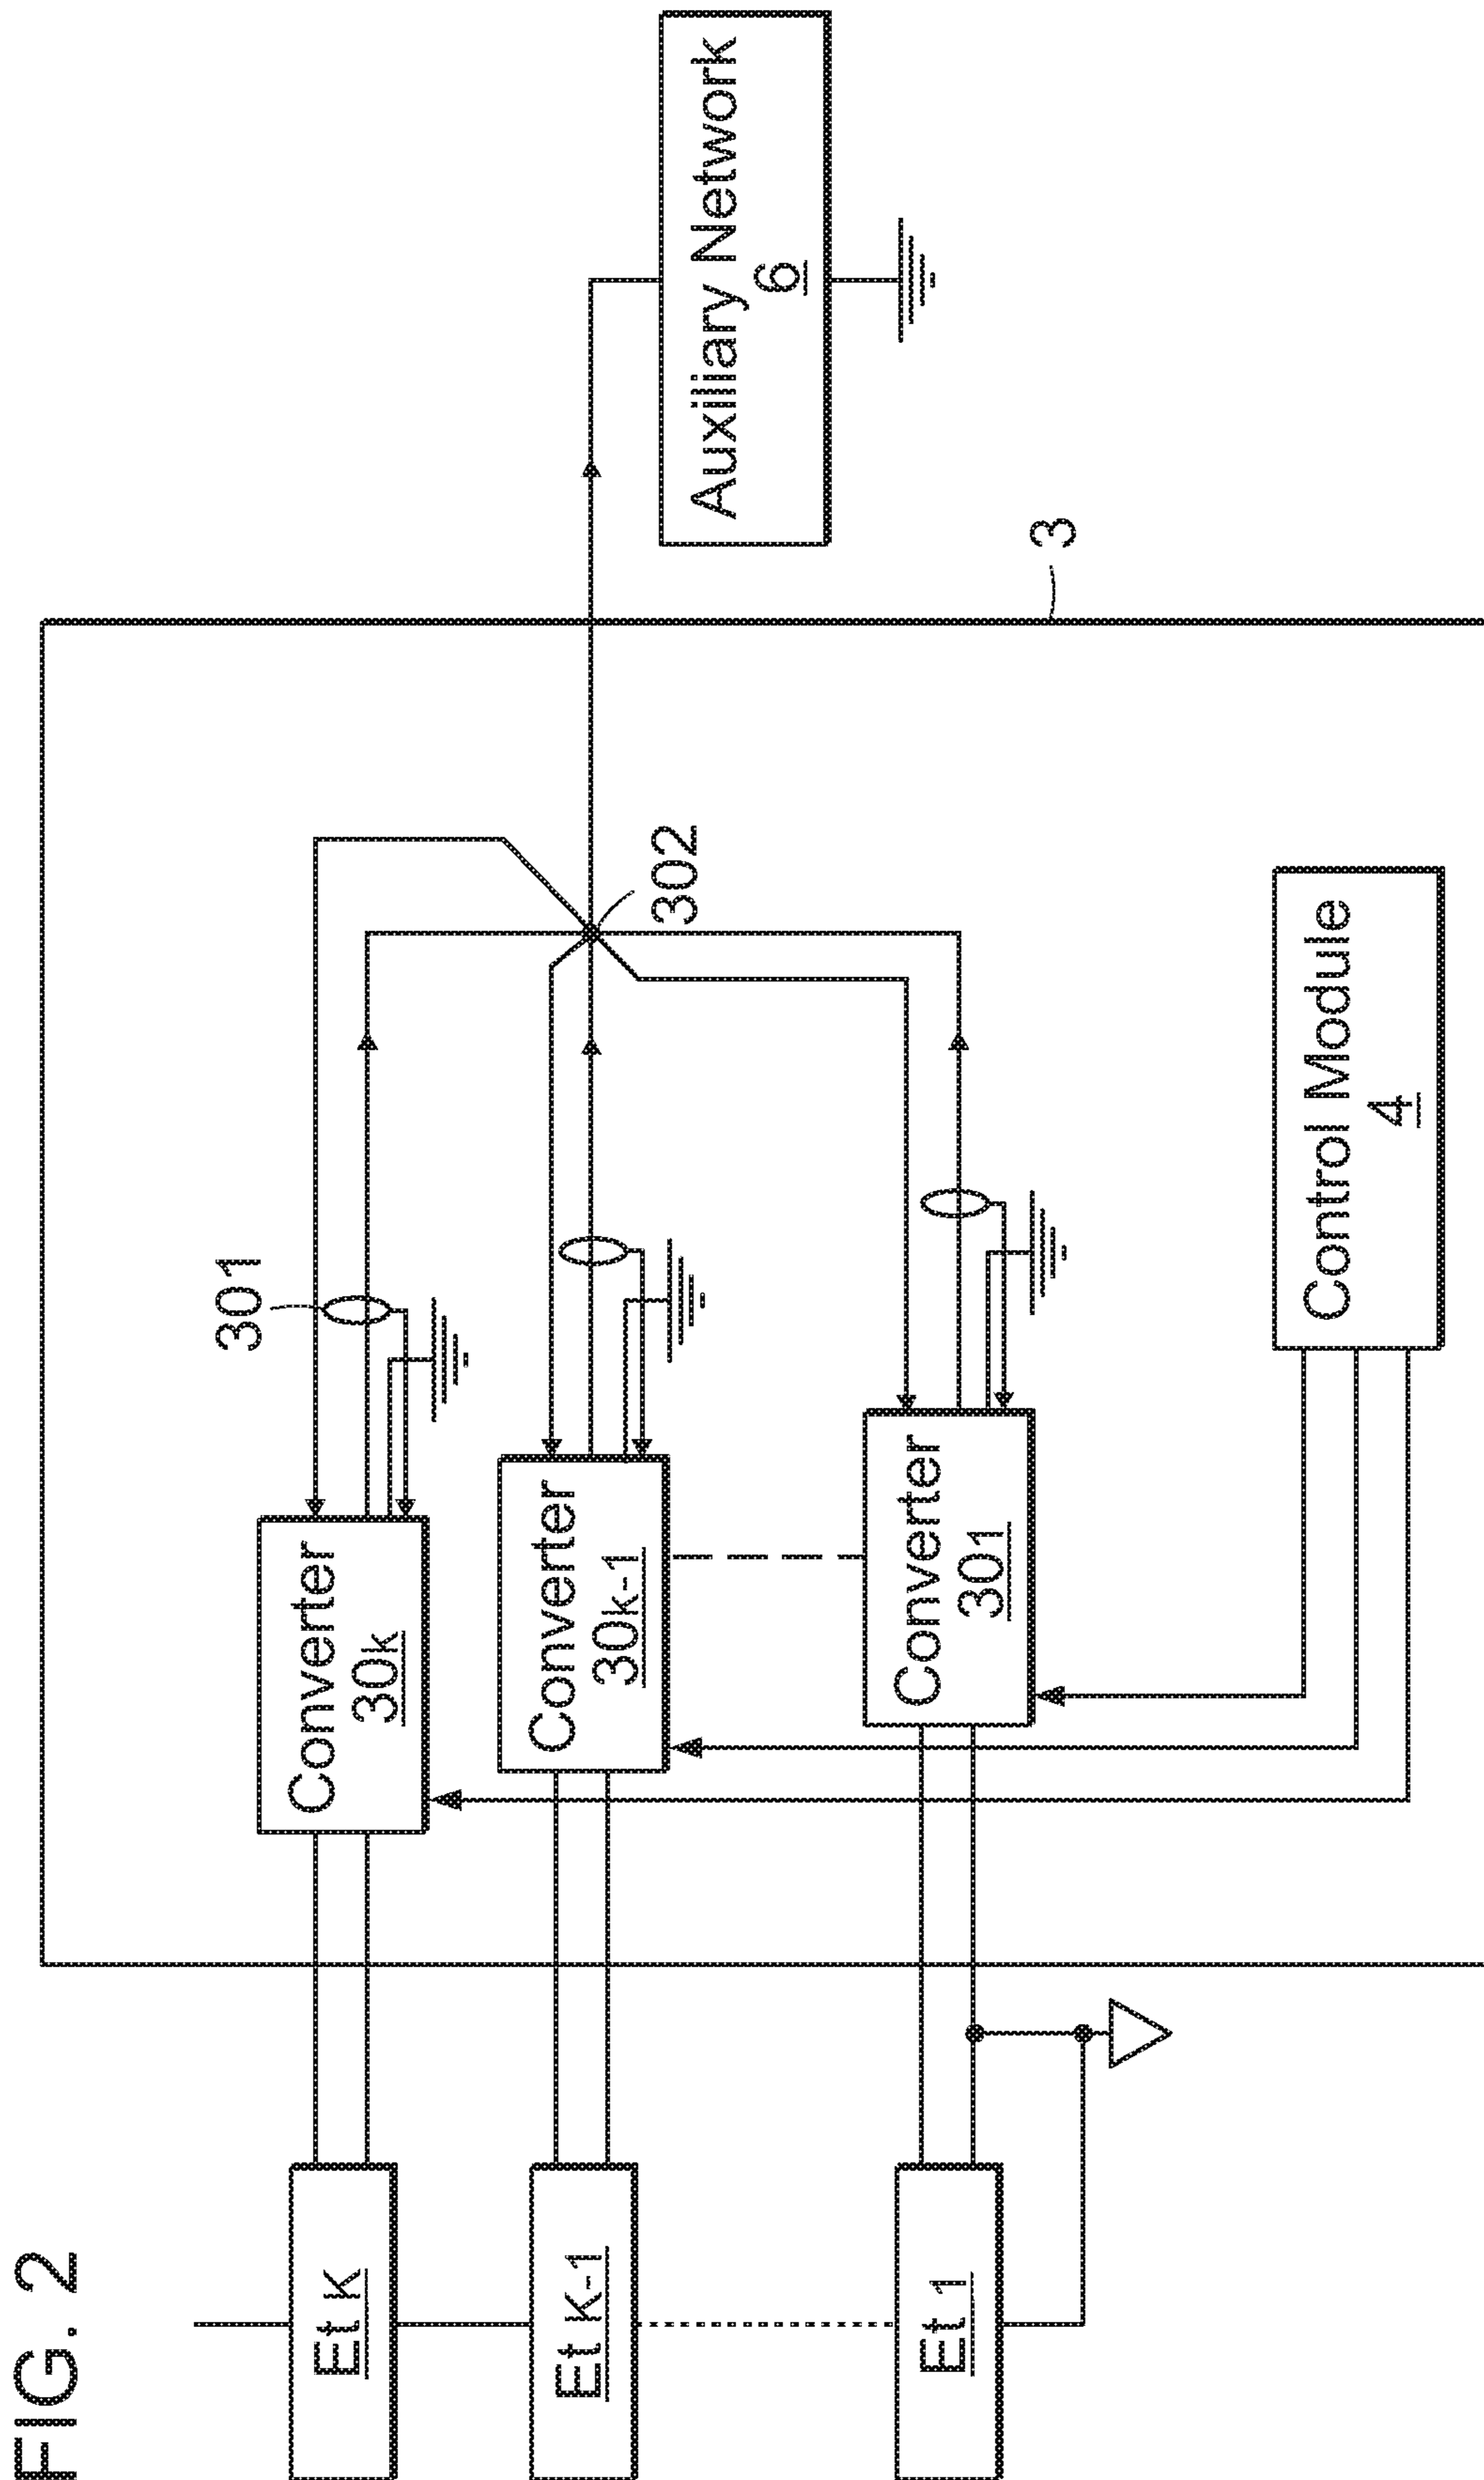 FIG. 2
Et K
Et K-1
Et 1
Converter
30k
Converter
30k-1
Converter
301
301
302
Control Module
4
3
Auxiliary Network
6